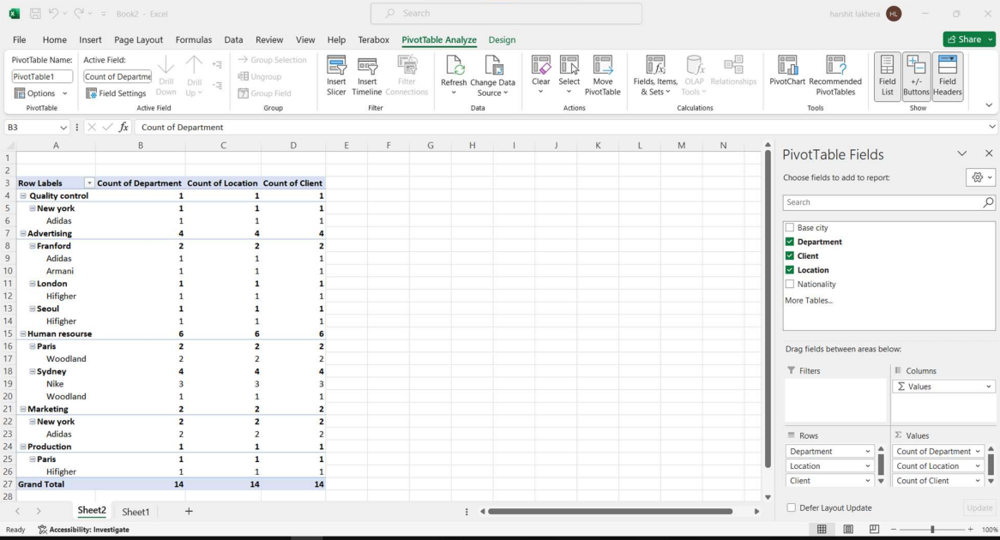 Book2 - Excel
Search
harshit lakhera HL
File Home Insert Page Layout Formulas Data Review View Help Terabox PivotTable Analyze Design
Share
PivotTable Name: Active Field:
PivotTable1 Count of Departme
Options Field Settings
Drill Down Drill Up
Group Selection
Ungroup
Group Field
Insert Slicer Insert Timeline Filter Connections
Refresh Change Data Source
Clear Select Move PivotTable
Fields, Items, & Sets OLAP Tools Relationships
PivotChart Recommended PivotTables
Field List +/- Buttons Field Headers
PivotTable Active Field Group Filter Data Actions Calculations Tools Show
B3 fx Count of Department
A B C D E F G H I J K L M N
1
2
3 Row Labels Count of Department Count of Location Count of Client
4 Quality control 1 1 1
5 New york 1 1 1
6 Adidas 1 1 1
7 Advertising 4 4 4
8 Franford 2 2 2
9 Adidas 1 1 1
10 Armani 1 1 1
11 London 1 1 1
12 Hifigher 1 1 1
13 Seoul 1 1 1
14 Hifigher 1 1 1
15 Human resourse 6 6 6
16 Paris 2 2 2
17 Woodland 2 2 2
18 Sydney 4 4 4
19 Nike 3 3 3
20 Woodland 1 1 1
21 Marketing 2 2 2
22 New york 2 2 2
23 Adidas 2 2 2
24 Production 1 1 1
25 Paris 1 1 1
26 Hifigher 1 1 1
27 Grand Total 14 14 14
28
Sheet2 Sheet1 +
Ready Accessibility: Investigate
PivotTable Fields
Choose fields to add to report:
Search
Base city
Department
Client
Location
Nationality
More Tables...
Drag fields between areas below:
Filters Columns
Σ Values
Rows Σ Values
Department Count of Department
Location Count of Location
Client Count of Client
Defer Layout Update Update
100%